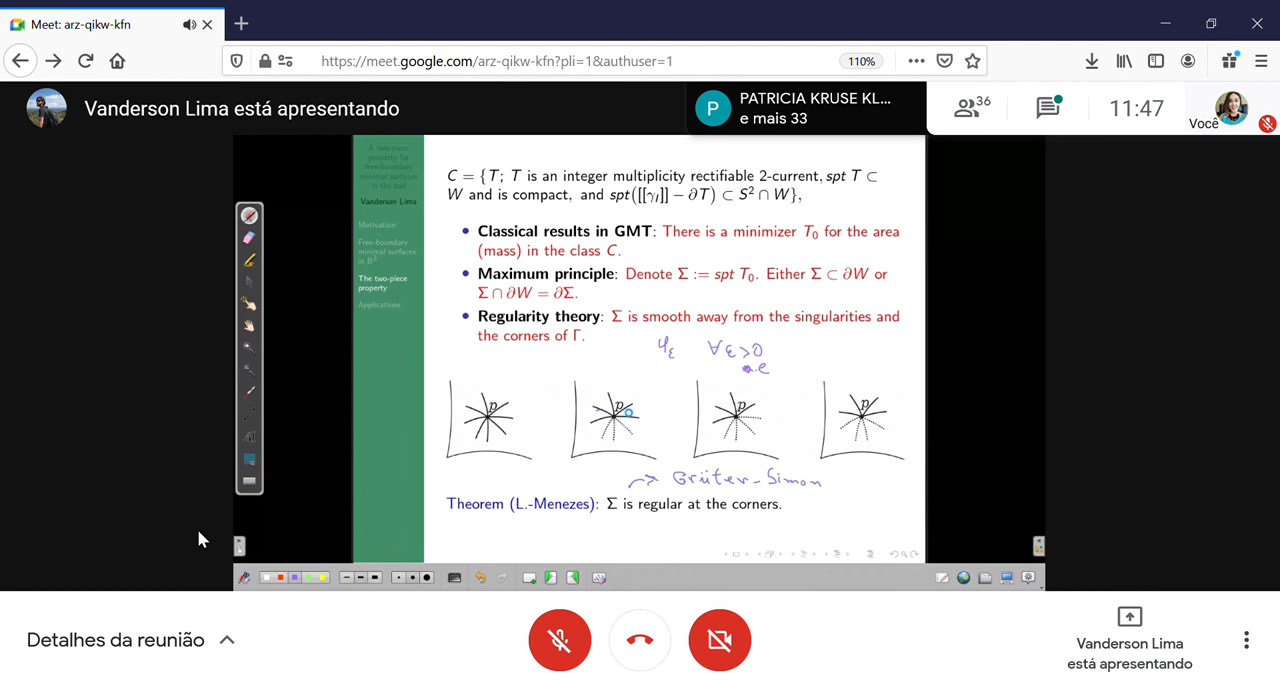 Meet: arz-qikw-kfn
https://meet.google.com/arz-qikw-kfn?pli=1&authuser=1
110%
Vanderson Lima está apresentando
P
PATRICIA KRUSE KL...
e mais 33
36
11:47
Você
A two-piece
property for
free-boundary
minimal surfaces
in the ball
Vanderson Lima
Motivation
Free-boundary
minimal surfaces
in B³
The two-piece
property
Applications
C = {T; T is an integer multiplicity rectifiable 2-current, spt T ⊂
W and is compact, and spt([[γ_I]] − ∂T) ⊂ S² ∩ W},
• Classical results in GMT: There is a minimizer T₀ for the area
(mass) in the class C.
• Maximum principle: Denote Σ := spt T₀. Either Σ ⊂ ∂W or
Σ ∩ ∂W = ∂Σ.
• Regularity theory: Σ is smooth away from the singularities and
the corners of Γ.
φ_ε ∀ε>0
a.e
p p p p
Grüter-Simon
Theorem (L.-Menezes): Σ is regular at the corners.
Detalhes da reunião
Vanderson Lima
está apresentando